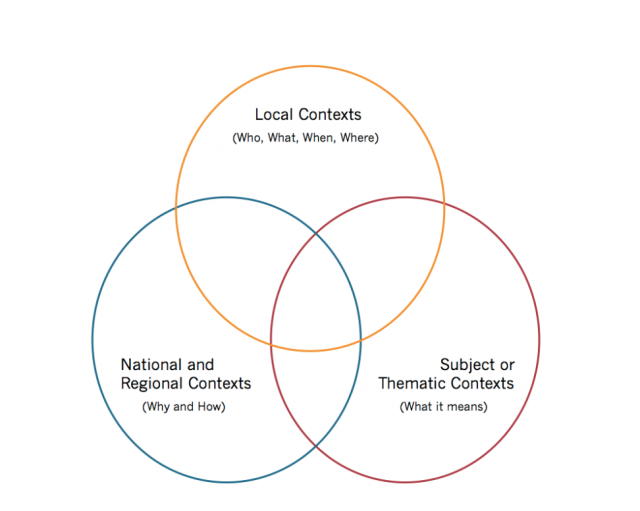 Local Contexts
(Who, What, When, Where)
National and
Regional Contexts
(Why and How)
Subject or
Thematic Contexts
(What it means)